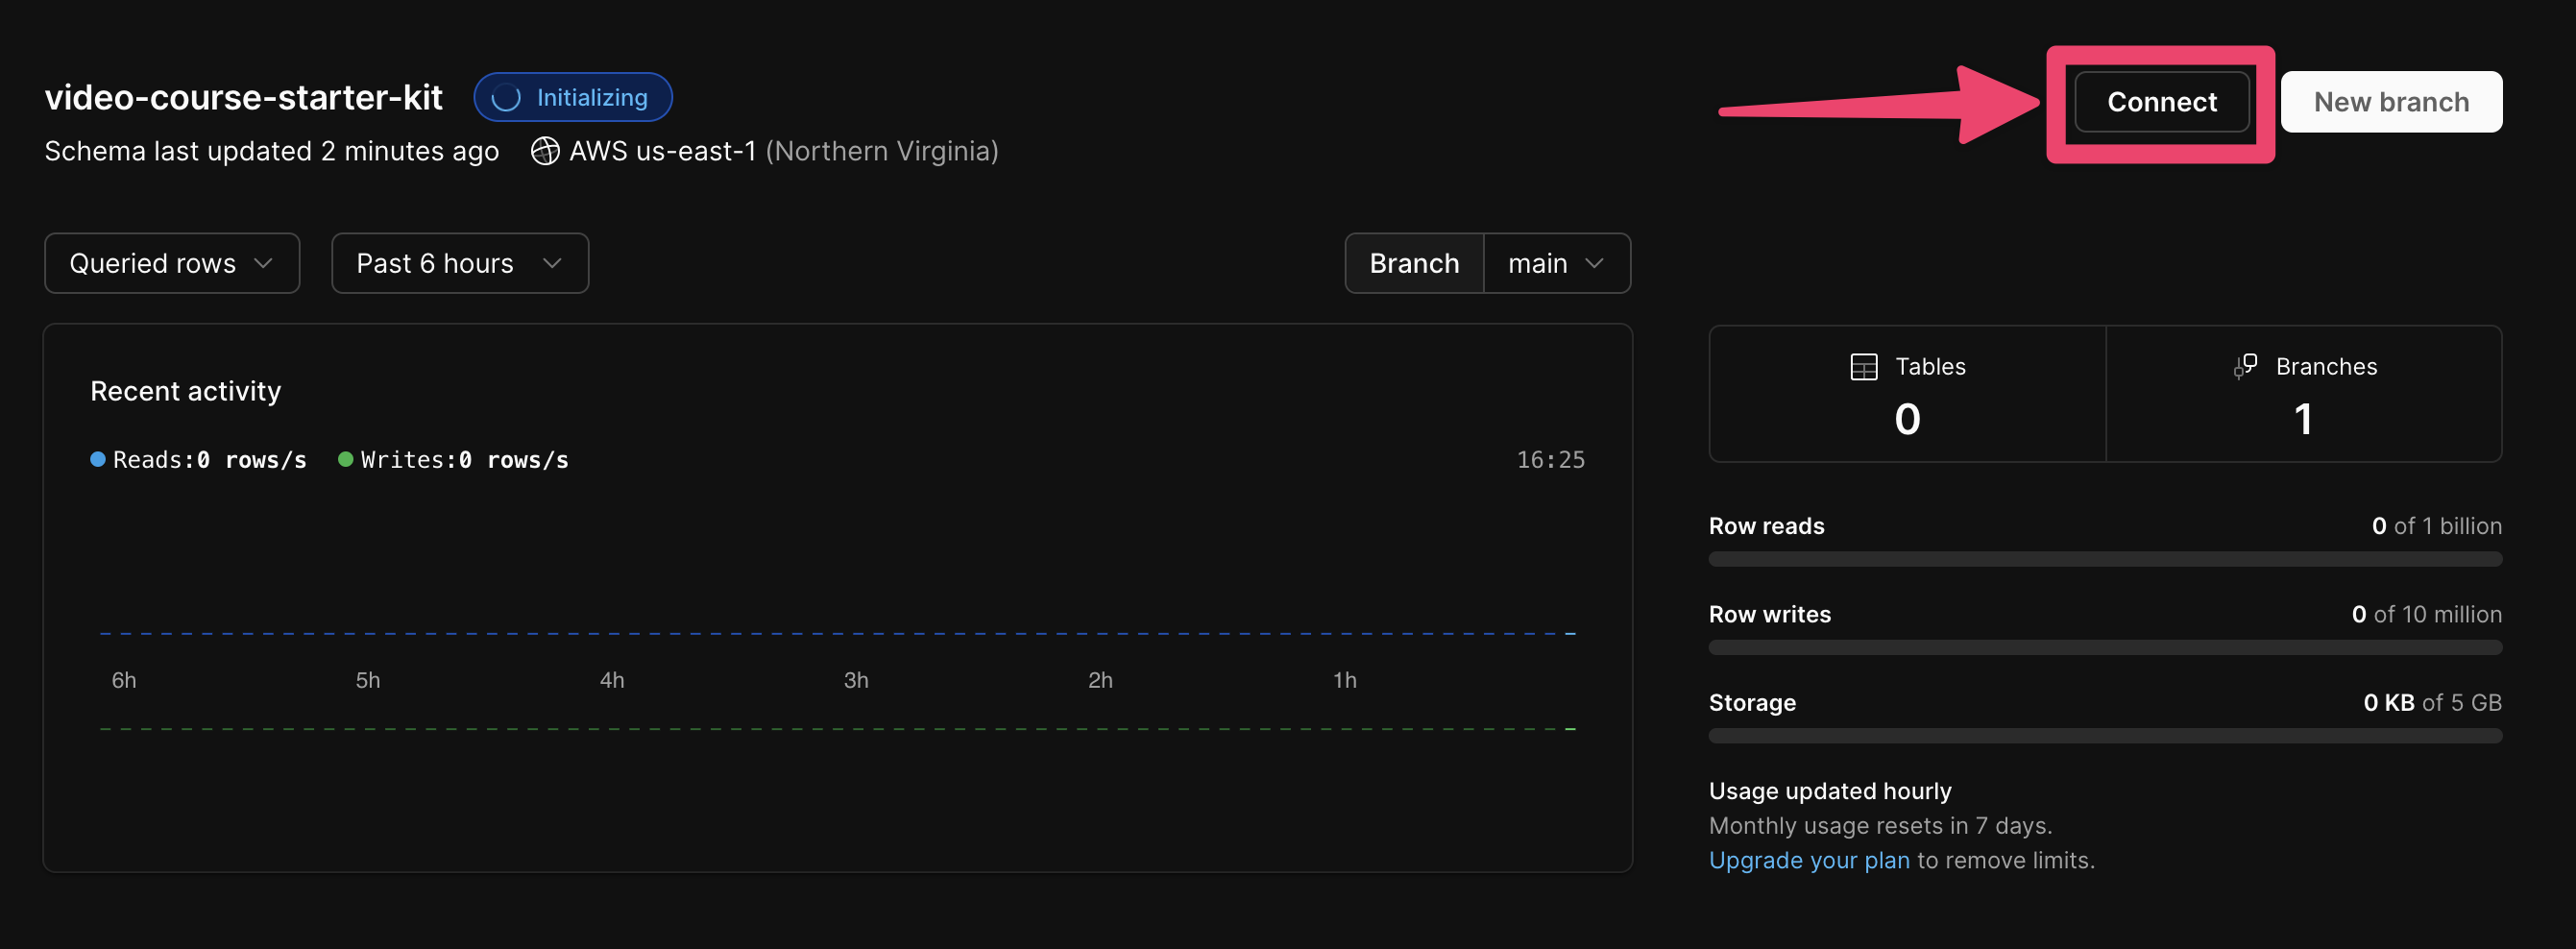 video-course-starter-kit Initializing
Connect New branch
Schema last updated 2 minutes ago AWS us-east-1 (Northern Virginia)
Queried rows Past 6 hours Branch main
Recent activity
Reads:0 rows/s Writes:0 rows/s 16:25
6h 5h 4h 3h 2h 1h
Tables Branches
0 1
Row reads 0 of 1 billion
Row writes 0 of 10 million
Storage 0 KB of 5 GB
Usage updated hourly
Monthly usage resets in 7 days.
Upgrade your plan to remove limits.